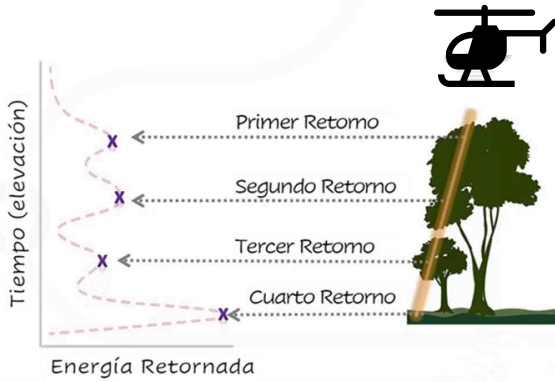 Primer Retorno
Segundo Retorno
Tercer Retorno
Cuarto Retorno
Tiempo (elevación)
Energía Retornada